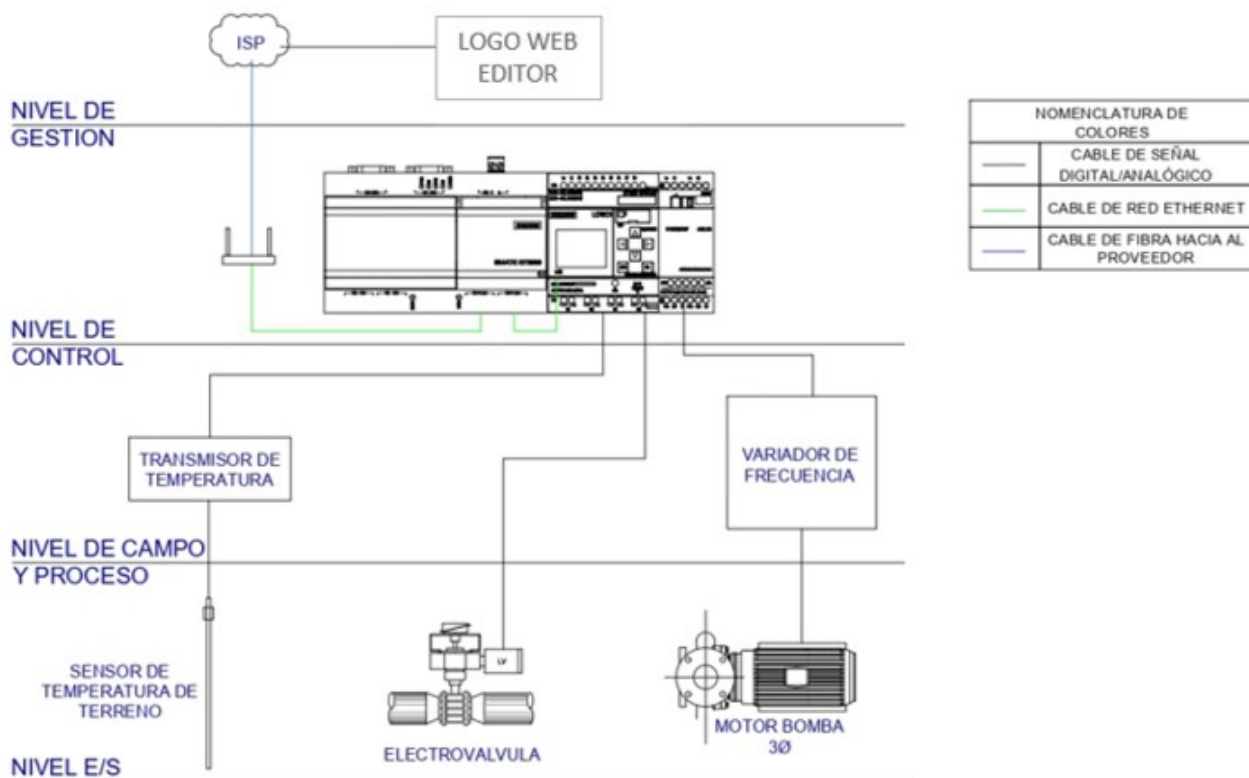 ISP
LOGO WEB
EDITOR
NIVEL DE
GESTION
NOMENCLATURA DE
COLORES
CABLE DE SEÑAL
DIGITAL/ANALÓGICO
CABLE DE RED ETHERNET
CABLE DE FIBRA HACIA AL
PROVEEDOR
NIVEL DE
CONTROL
TRANSMISOR DE
TEMPERATURA
VARIADOR DE
FRECUENCIA
NIVEL DE CAMPO
Y PROCESO
SENSOR DE
TEMPERATURA DE
TERRENO
LV
ELECTROVALVULA
MOTOR BOMBA
3Ø
NIVEL E/S